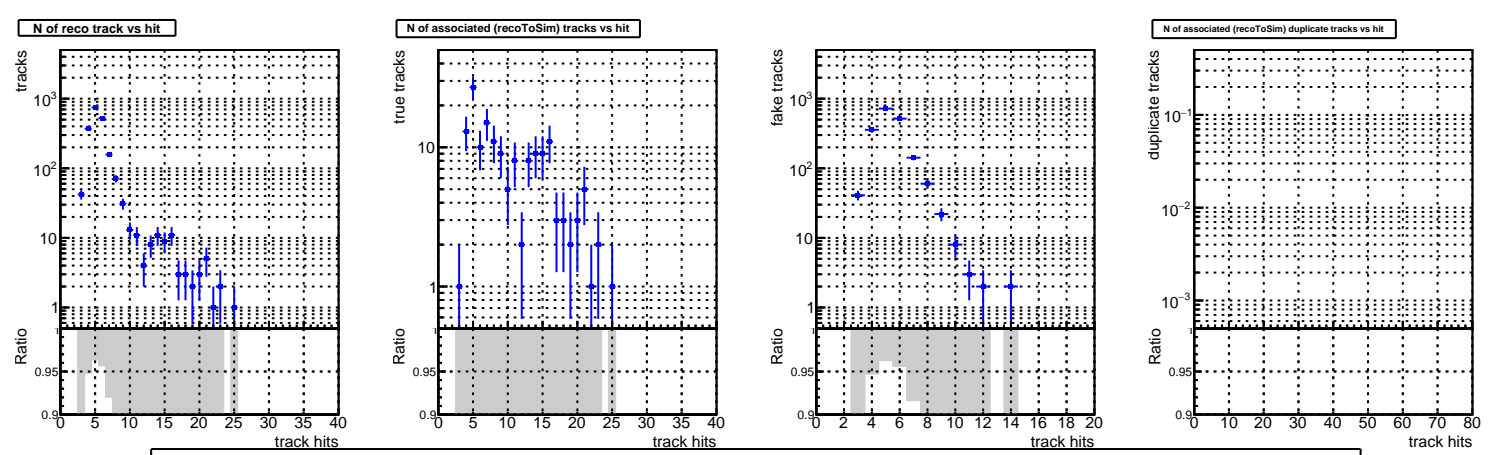 N of reco track vs hit
tracks
10³
10²
10
1
Ratio
1
0.95
0.9
0 5 10 15 20 25 30 35 40
track hits
N of associated (recoToSim) tracks vs hit
true tracks
10
1
Ratio
1
0.95
0.9
0 5 10 15 20 25 30 35 40
track hits
fake tracks
10³
10²
10
1
Ratio
1
0.95
0.9
0 2 4 6 8 10 12 14 16 18 20
track hits
N of associated (recoToSim) duplicate tracks vs hit
duplicate tracks
10⁻¹
10⁻²
10⁻³
Ratio
1
0.95
0.9
0 10 20 30 40 50 60 70 80
track hits